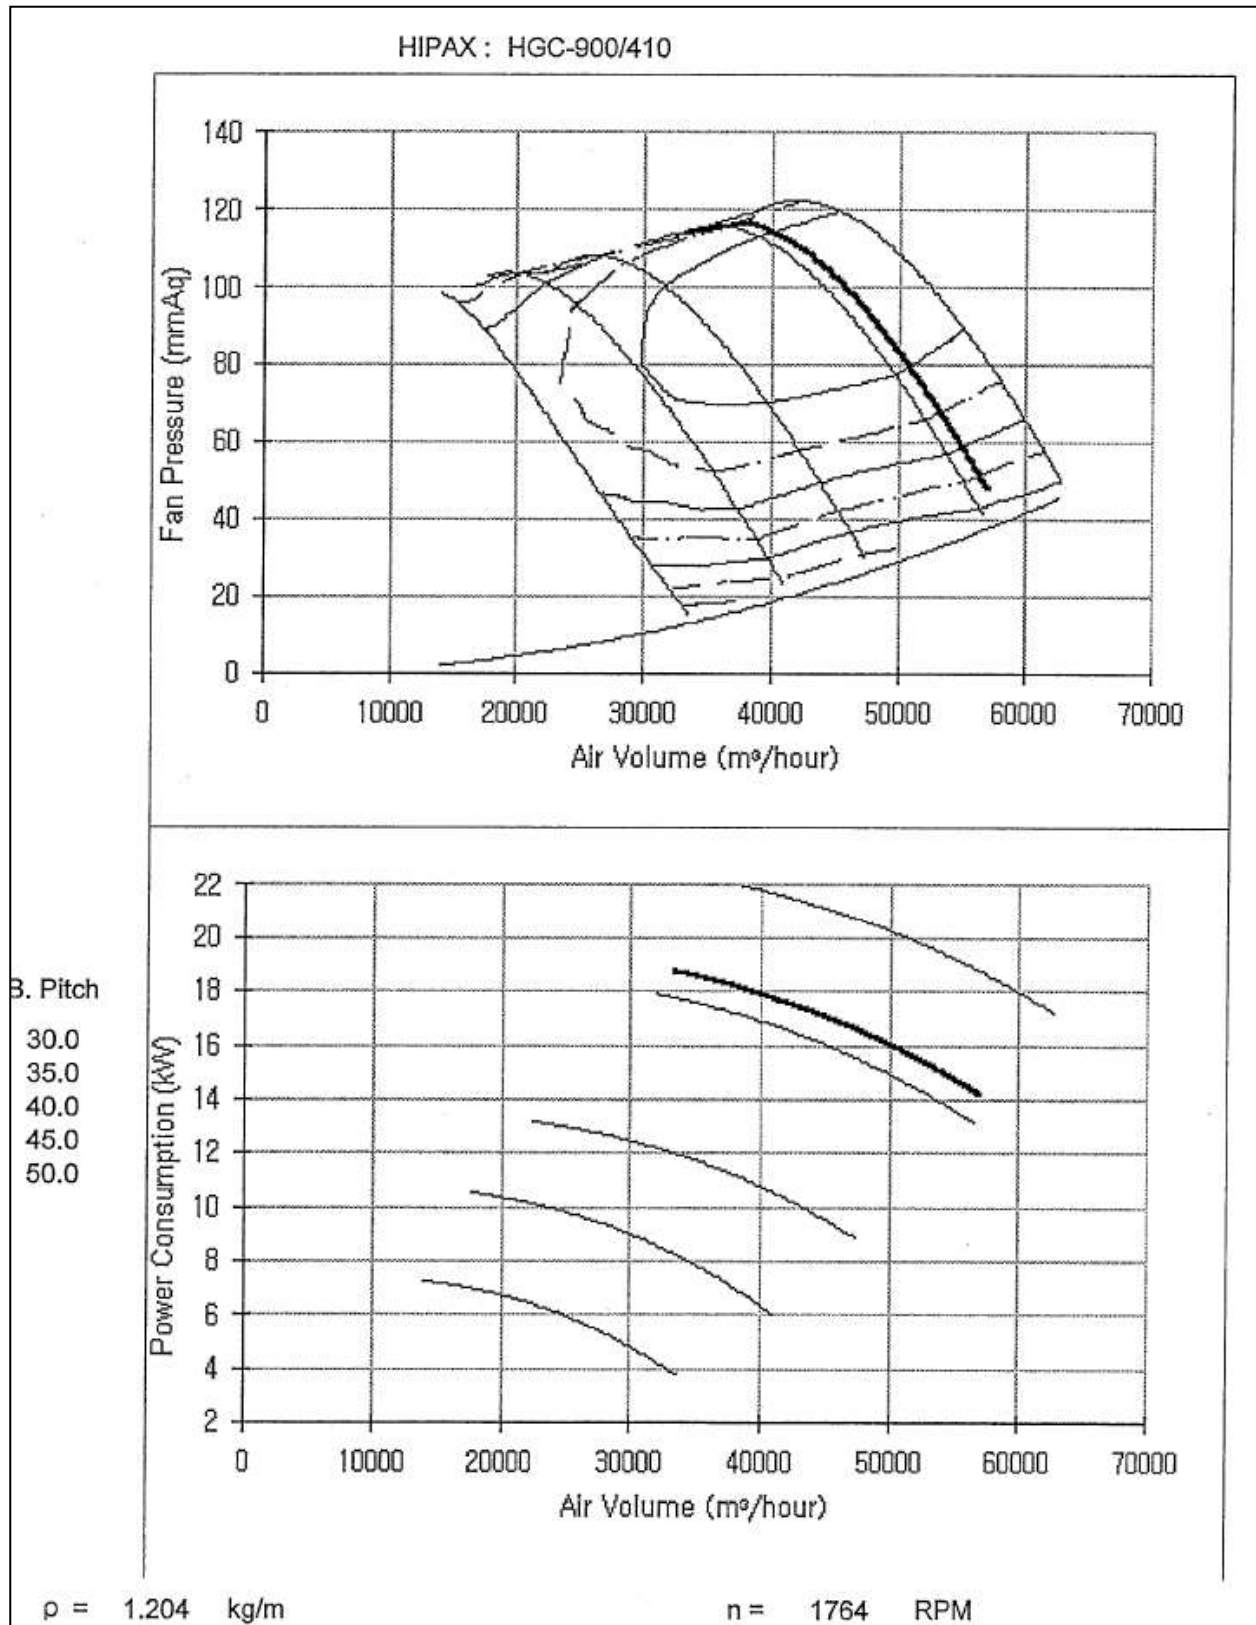 HIPAX : HGC-900/410
140
120
100
80
60
40
20
0
Fan Pressure (mmAq)
0 10000 20000 30000 40000 50000 60000 70000
Air Volume (m³/hour)
22
20
18
16
14
12
10
8
6
4
2
Power Consumption (kW)
0 10000 20000 30000 40000 50000 60000 70000
Air Volume (m³/hour)
B. Pitch
30.0
35.0
40.0
45.0
50.0
ρ = 1.204 kg/m
n = 1764 RPM